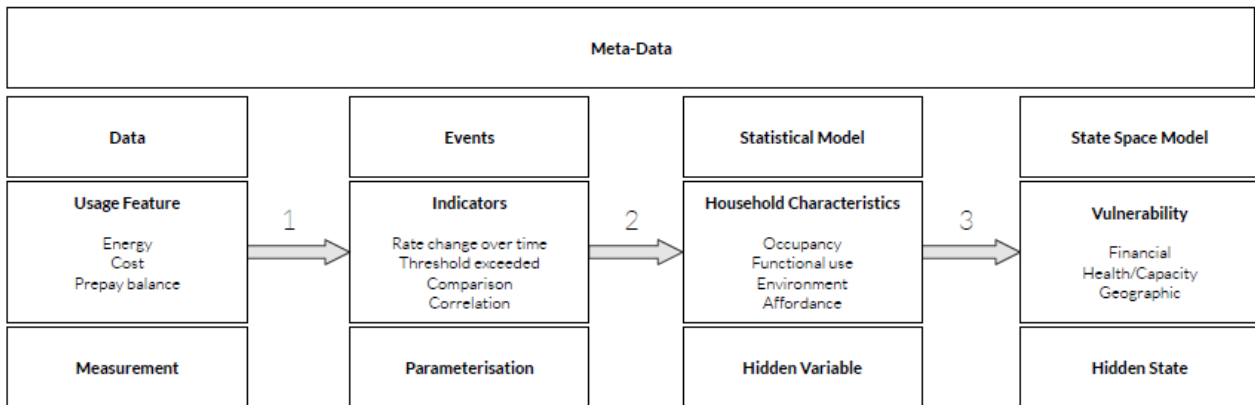 Meta-Data
Data
Events
Statistical Model
State Space Model
Usage Feature
Energy
Cost
Prepay balance
1
Indicators
Rate change over time
Threshold exceeded
Comparison
Correlation
2
Household Characteristics
Occupancy
Functional use
Environment
Affordance
3
Vulnerability
Financial
Health/Capacity
Geographic
Measurement
Parameterisation
Hidden Variable
Hidden State